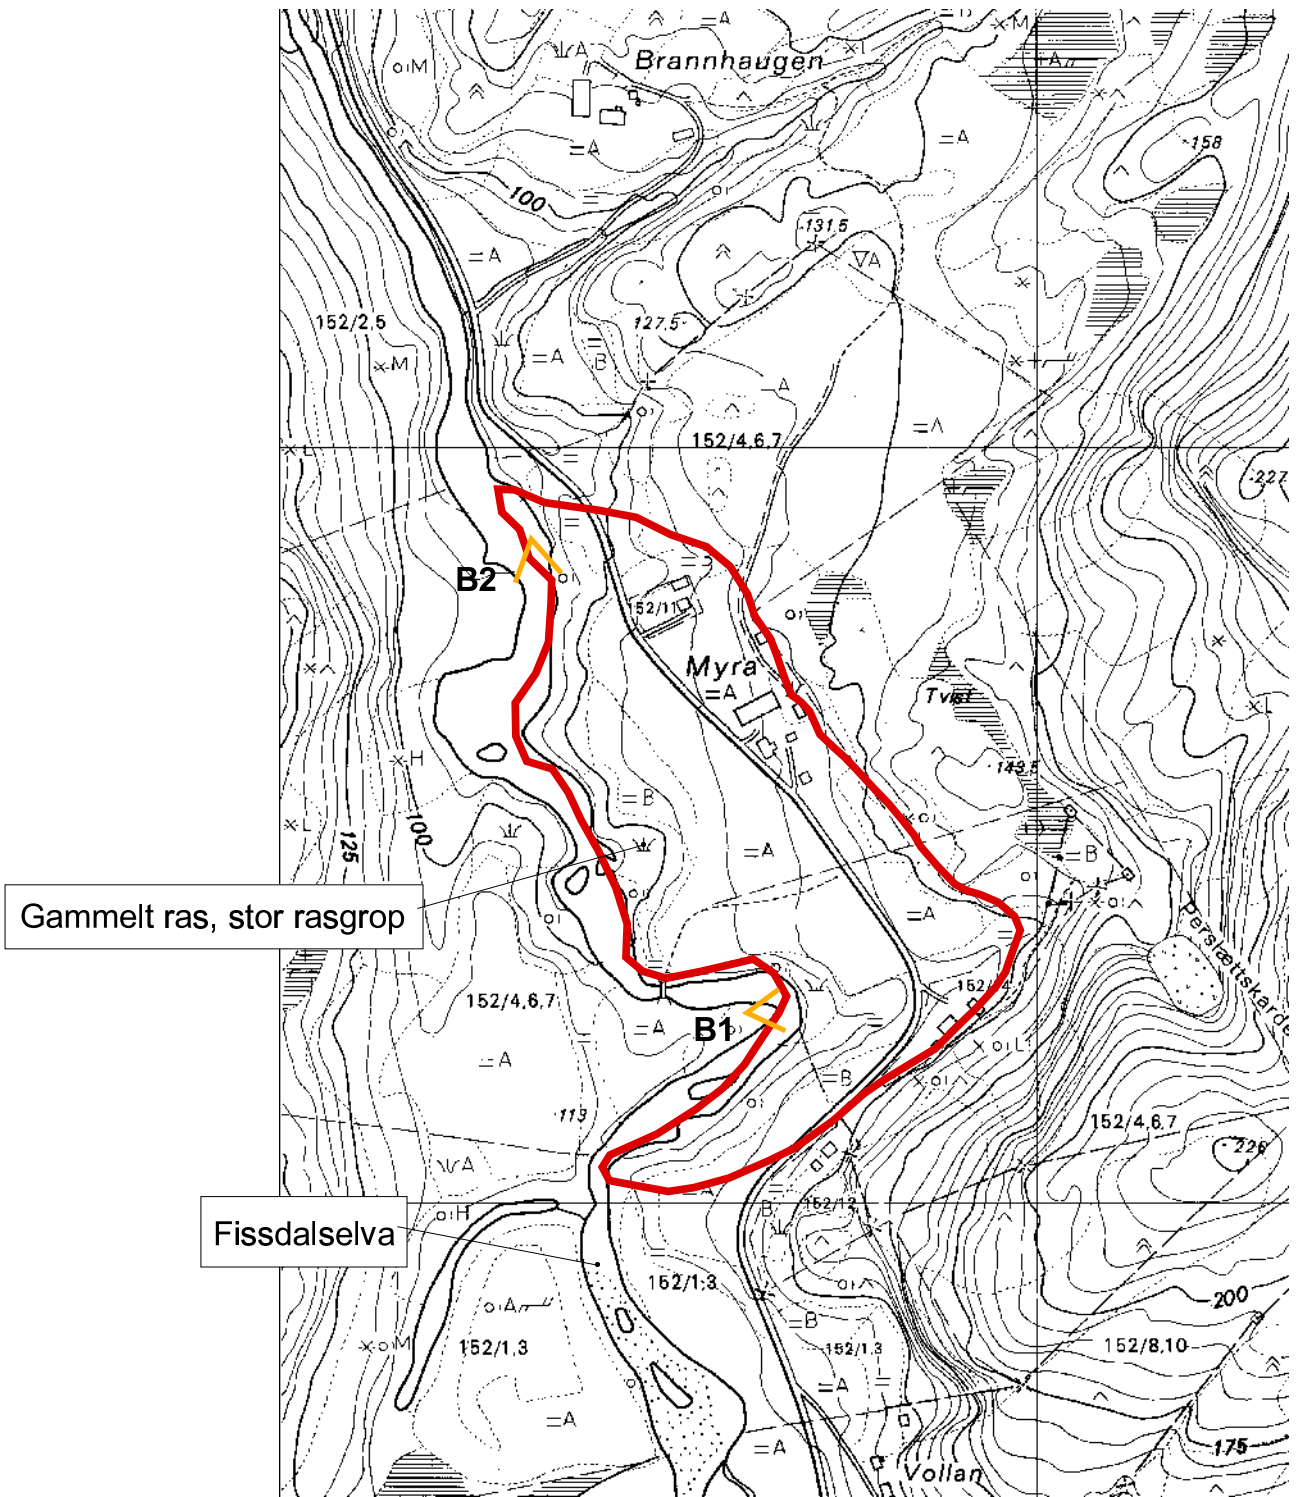 Brannhaugen
A
A
B
M
M
A
A
158
100
131.5
A
A
A
152/2,5
127.5
M
A
B
A
A
152/4,6,7
L
227
B2
B
152/11
Myra
A
Tvist
L
143.5
H
B
125
100
L
A
B
Gammelt ras, stor rasgrop
A
152/4,6,7
A
B1
L
A
B
113
152/4,6,7
226
A
H
B
152/12
A
Fissdalselva
152/1,3
A
200
B
M
152/1,3
152/1,3
152/8,10
A
A
A
175
Vollan